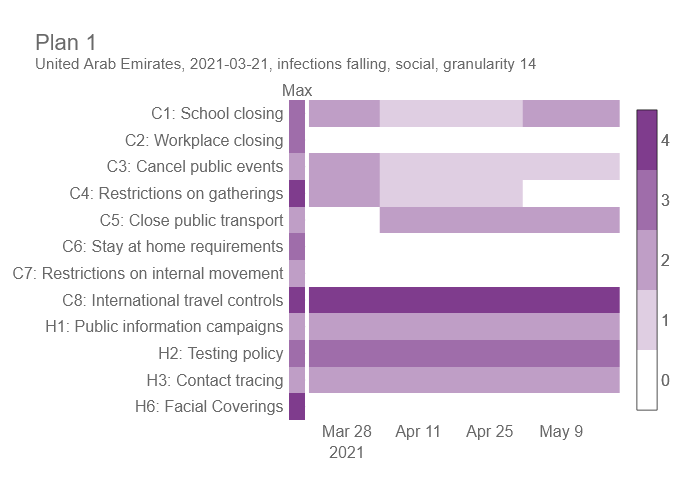 Plan 1
United Arab Emirates, 2021-03-21, infections falling, social, granularity 14
Max
C1: School closing
C2: Workplace closing
C3: Cancel public events
C4: Restrictions on gatherings
C5: Close public transport
C6: Stay at home requirements
C7: Restrictions on internal movement
C8: International travel controls
H1: Public information campaigns
H2: Testing policy
H3: Contact tracing
H6: Facial Coverings
4
3
2
1
0
Mar 28 Apr 11 Apr 25 May 9
2021